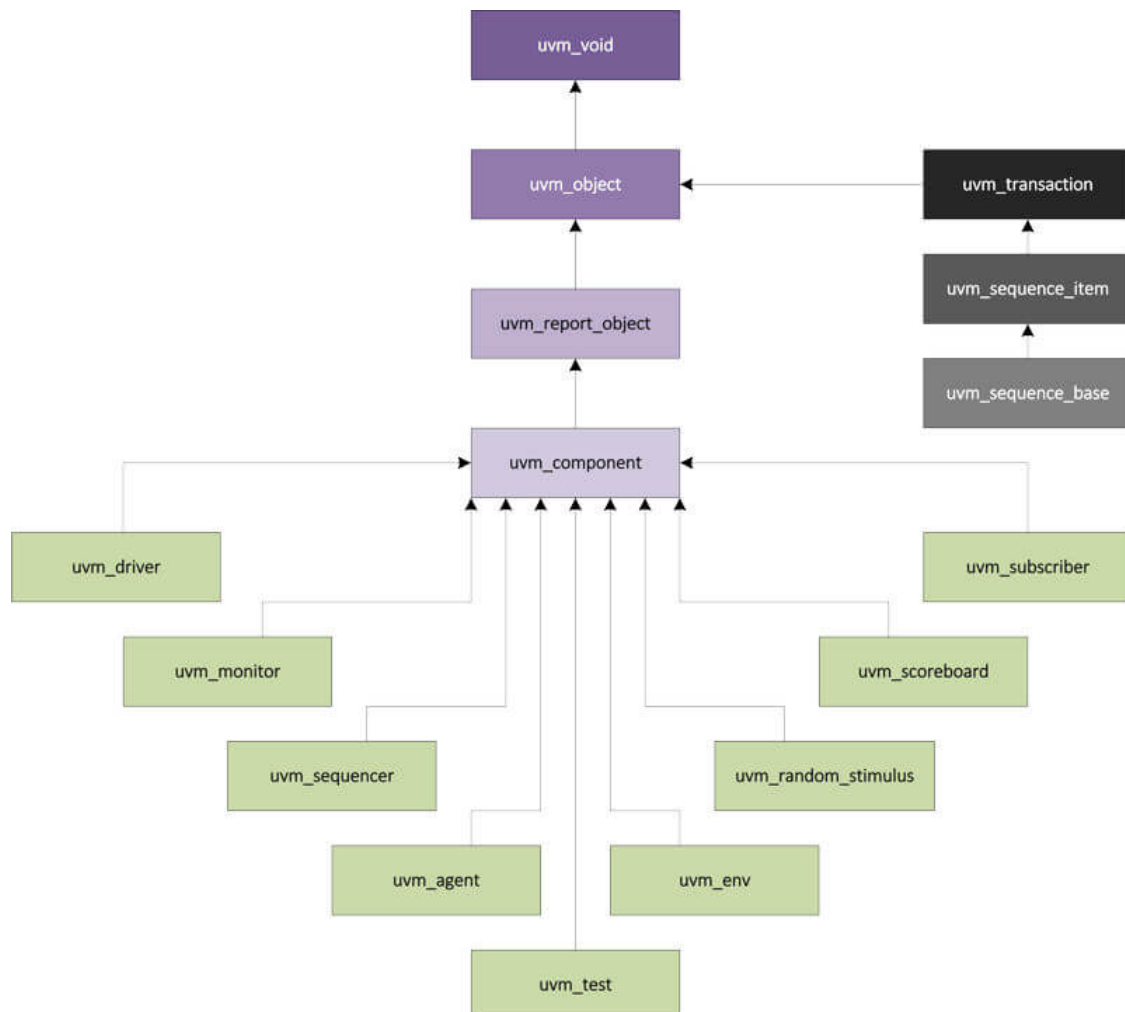 uvm_void
uvm_object
uvm_transaction
uvm_sequence_item
uvm_report_object
uvm_sequence_base
uvm_component
uvm_driver
uvm_subscriber
uvm_monitor
uvm_scoreboard
uvm_sequencer
uvm_random_stimulus
uvm_agent
uvm_env
uvm_test